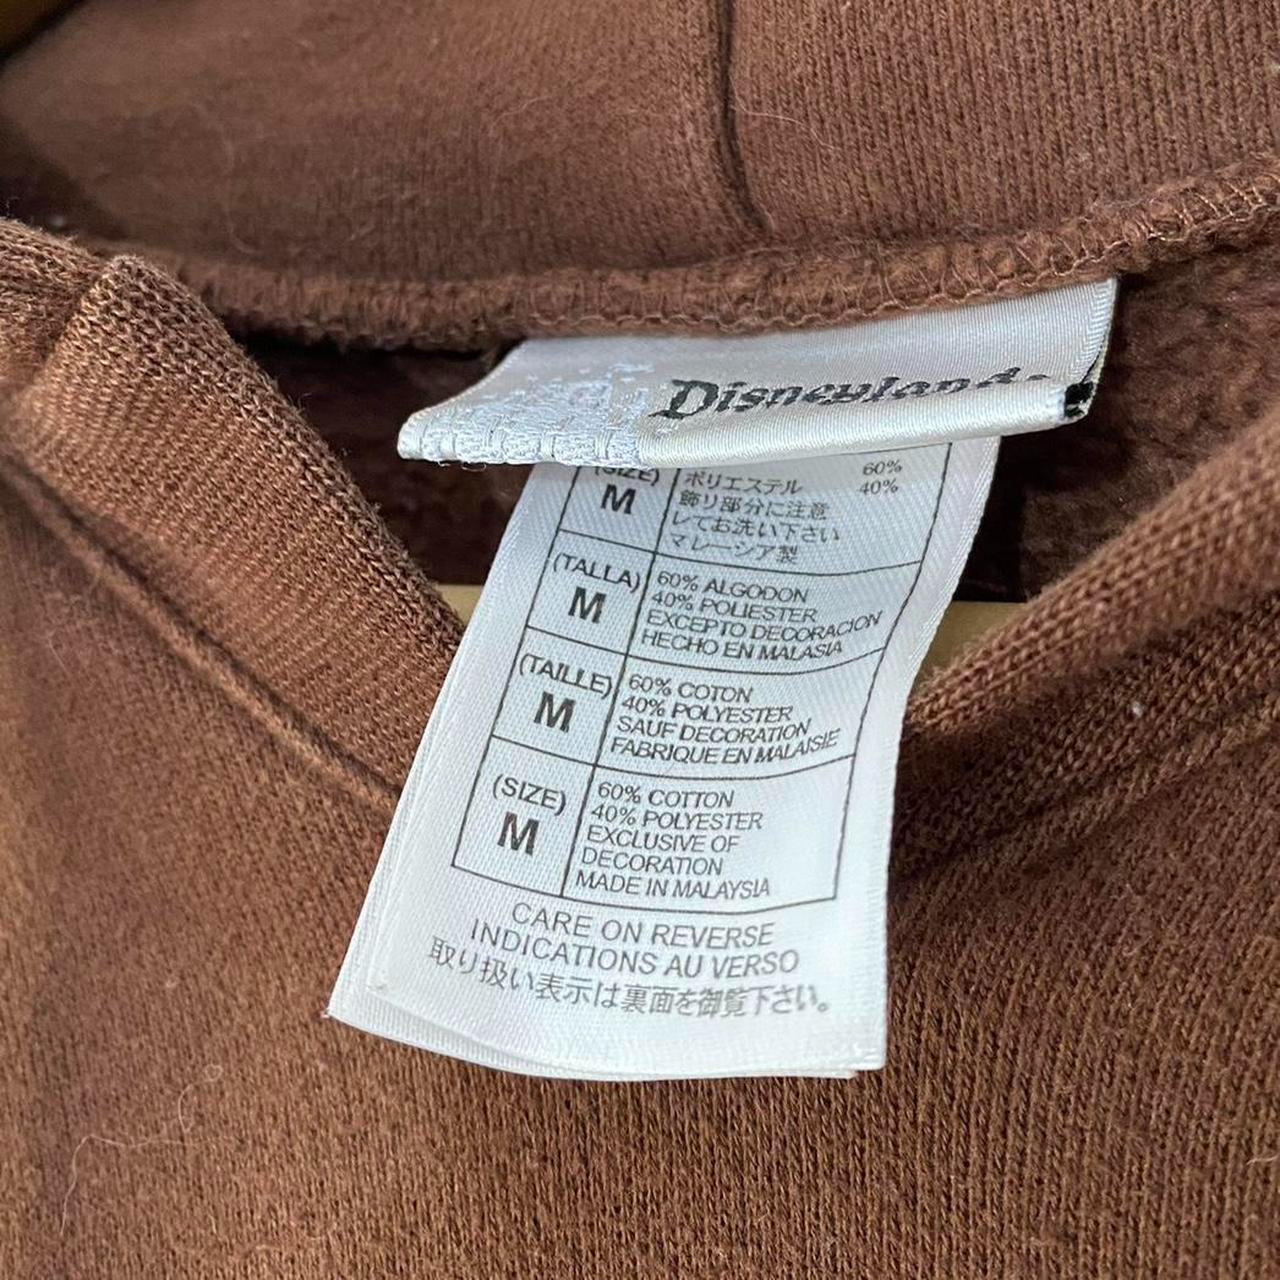 Disneyland
(SIZE)
M
60%
ポリエステル 40%
飾り部分に注意
してお洗い下さい
マレーシア製
(TALLA)
M
60% ALGODON
40% POLIESTER
EXCEPTO DECORACION
HECHO EN MALASIA
(TAILLE)
M
60% COTON
40% POLYESTER
SAUF DECORATION
FABRIQUE EN MALAISIE
(SIZE)
M
60% COTTON
40% POLYESTER
EXCLUSIVE OF
DECORATION
MADE IN MALAYSIA
CARE ON REVERSE
INDICATIONS AU VERSO
取り扱い表示は裏面を御覧下さい。